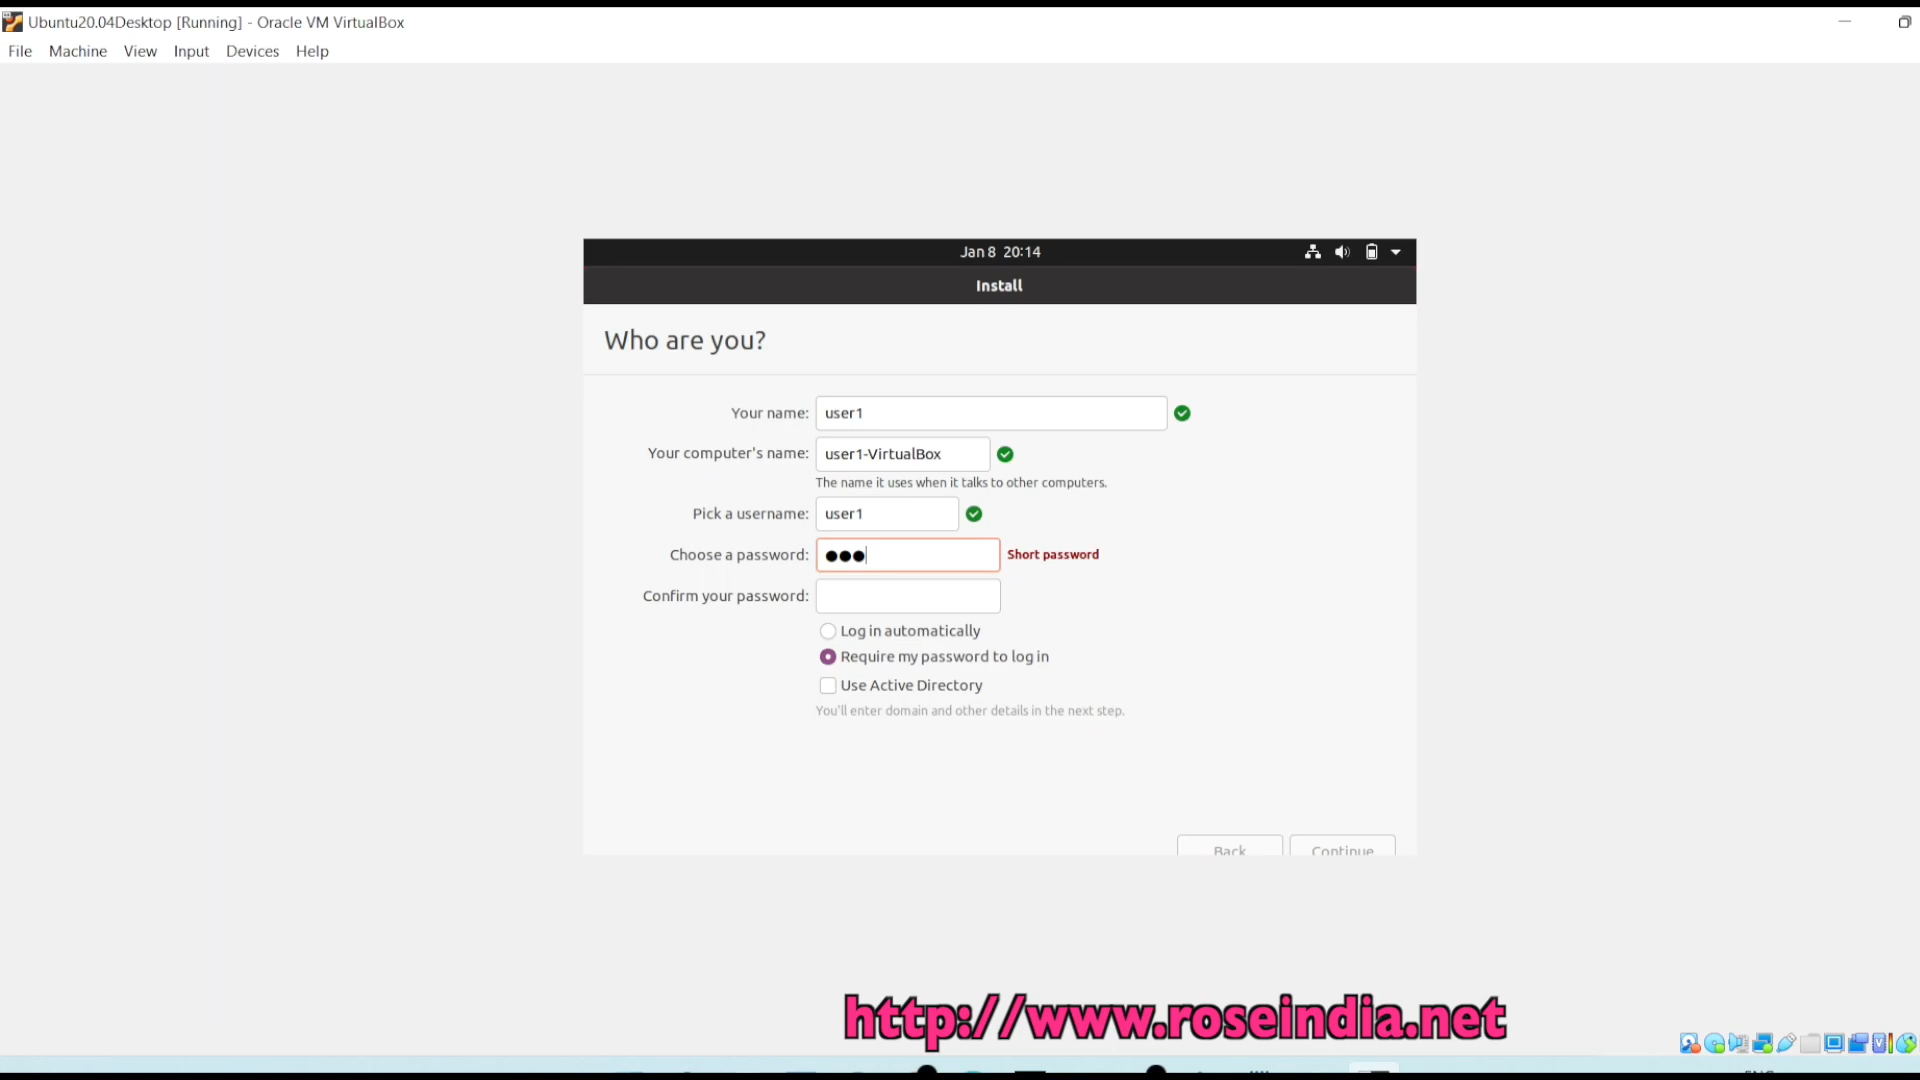 Ubuntu20.04Desktop [Running] - Oracle VM VirtualBox
File Machine View Input Devices Help
Jan 8 20:14
Install
Who are you?
Your name: user1
Your computer's name: user1-VirtualBox
The name it uses when it talks to other computers.
Pick a username: user1
Choose a password: ●●● Short password
Confirm your password:
Log in automatically
Require my password to log in
Use Active Directory
You'll enter domain and other details in the next step.
Back Continue
http://www.roseindia.net